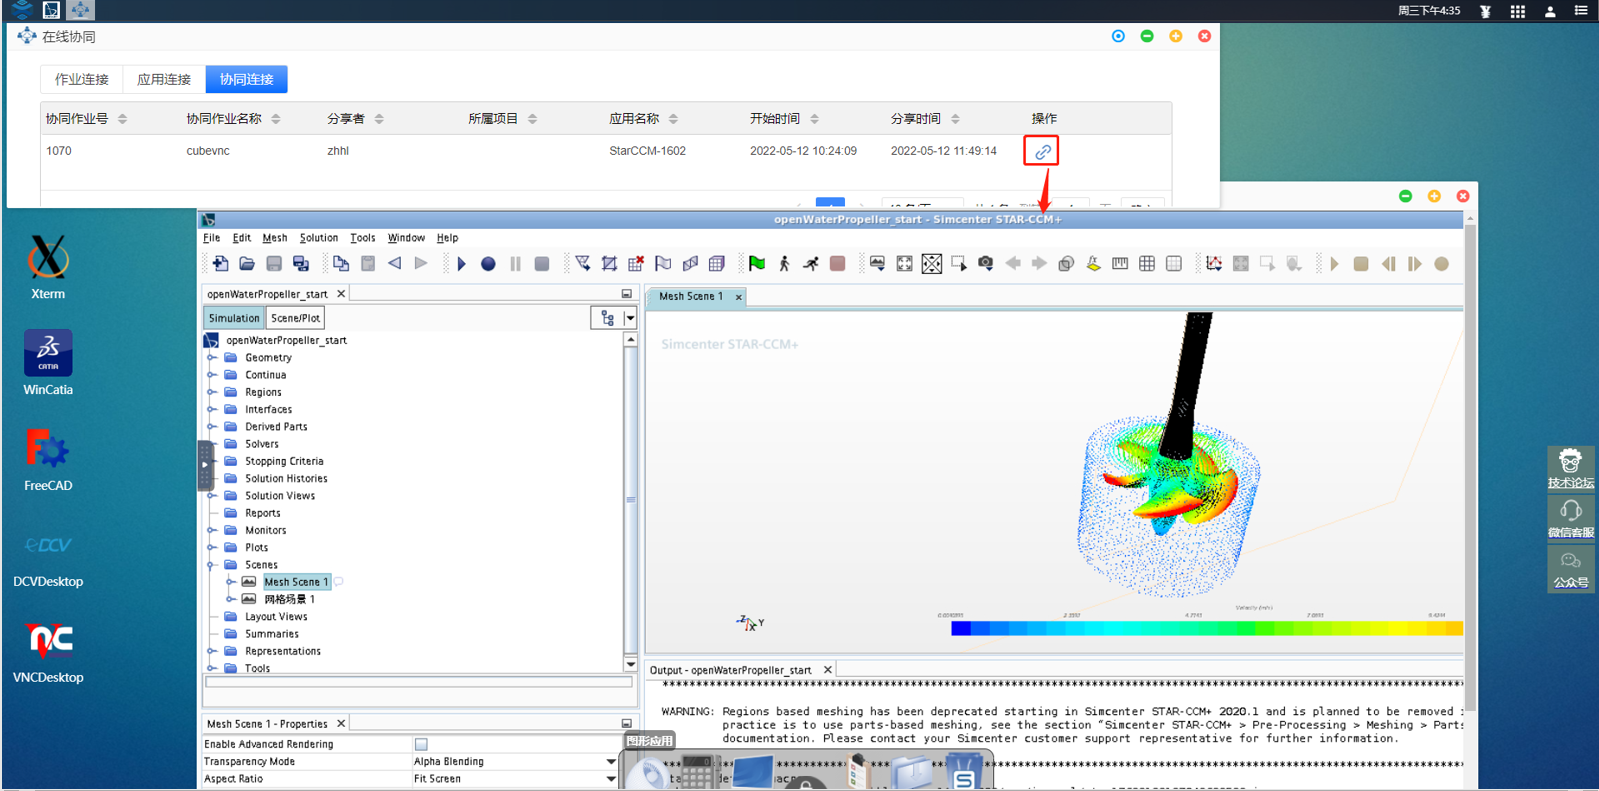 周三下午4:35
在线协同
作业连接
应用连接
协同连接
协同作业号 协同作业名称 分享者 所属项目 应用名称 开始时间 分享时间 操作
1070 cubevnc zhhl StarCCM-1602 2022-05-12 10:24:09 2022-05-12 11:49:14
openWaterPropeller_start - Simcenter STAR-CCM+
File Edit Mesh Solution Tools Window Help
Xterm
CATIA
WinCatia
FreeCAD
DCV
DCVDesktop
VNCDesktop
openWaterPropeller_start
Simulation Scene/Plot
openWaterPropeller_start
Geometry
Continua
Regions
Interfaces
Derived Parts
Solvers
Stopping Criteria
Solution Histories
Solution Views
Reports
Monitors
Plots
Scenes
Mesh Scene 1
网格场景 1
Layout Views
Summaries
Representations
Tools
Mesh Scene 1 - Properties
Enable Advanced Rendering
Transparency Mode Alpha Blending
Aspect Ratio Fit Screen
Mesh Scene 1
Simcenter STAR-CCM+
Z Y X
Velocity (m/s)
Output - openWaterPropeller_start
WARNING: Regions based meshing has been deprecated starting in Simcenter STAR-CCM+ 2020.1 and is planned to be removed i
practice is to use parts-based meshing, see the section "Simcenter STAR-CCM+ > Pre-Processing > Meshing > Parts
documentation. Please contact your Simcenter customer support representative for further information.
图形应用
技术论坛
微信客服
公众号